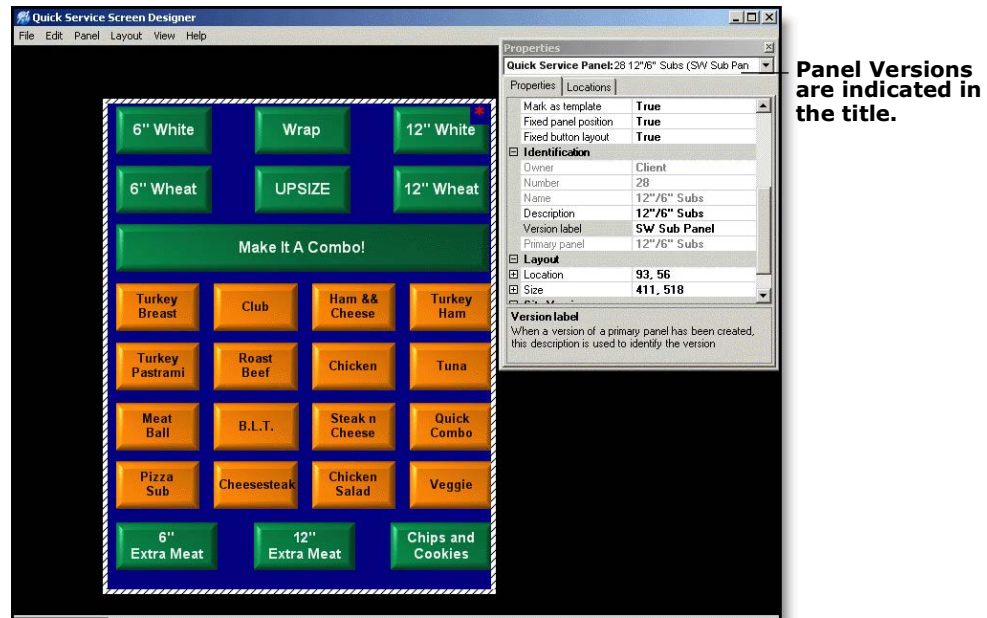 Quick Service Screen Designer
File Edit Panel Layout View Help
6" White
Wrap
12" White
*
6" Wheat
UPSIZE
12" Wheat
Make It A Combo!
Turkey
Breast
Club
Ham &&
Cheese
Turkey
Ham
Turkey
Pastrami
Roast
Beef
Chicken
Tuna
Meat
Ball
B.L.T.
Steak n
Cheese
Quick
Combo
Pizza
Sub
Cheesesteak
Chicken
Salad
Veggie
6"
Extra Meat
12"
Extra Meat
Chips and
Cookies
Properties
Quick Service Panel:28 12"/6" Subs (SW Sub Pan
Properties Locations
Mark as template True
Fixed panel position True
Fixed button layout True
Identification
Owner Client
Number 28
Name 12"/6" Subs
Description 12"/6" Subs
Version label SW Sub Panel
Primary panel 12"/6" Subs
Layout
Location 93, 56
Size 411, 518
Version label
When a version of a primary panel has been created,
this description is used to identify the version
Panel Versions
are indicated in
the title.